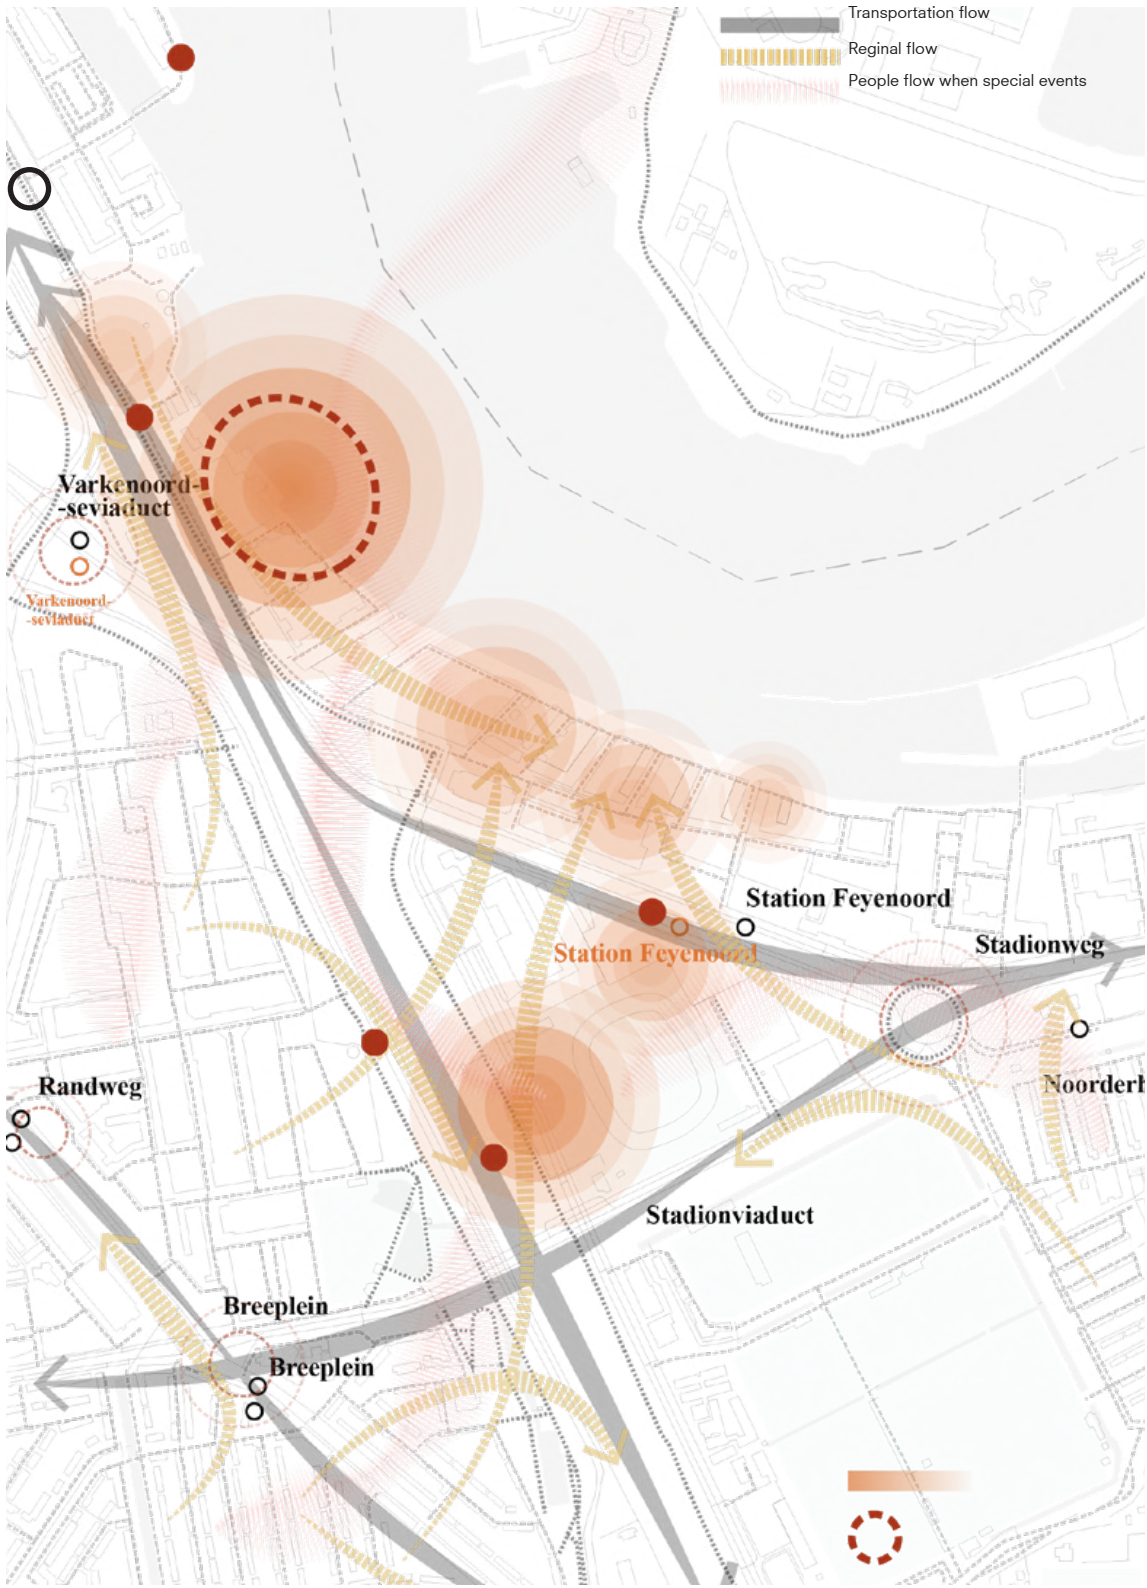 Transportation flow
Reginal flow
People flow when special events
Varkenoord-
-seviaduct
Varkenoord-
-seviaduct
Station Feyenoord
Station Feyenoord
Stadionweg
Randweg
Noorderh
Stadionviaduct
Breeplein
Breeplein